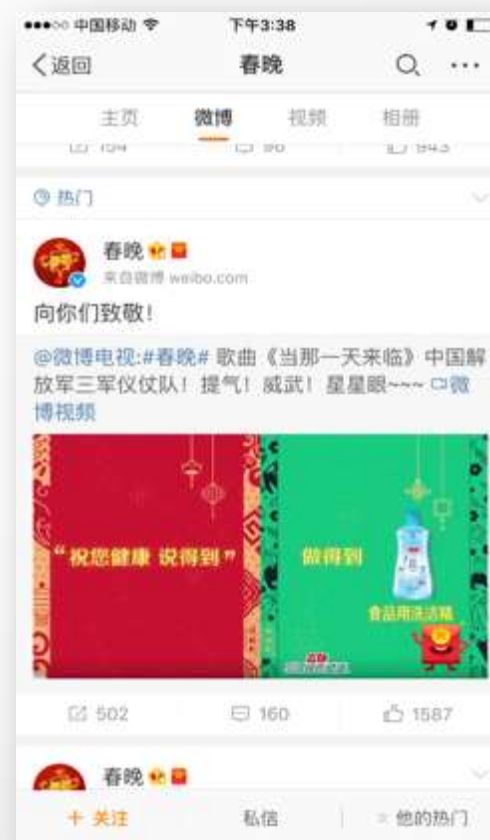 中国移动 下午3:38
返回 春晚
主页 微博 视频 相册
154 96 943
热门
春晚
来自微博 weibo.com
向你们致敬!
@微博电视:#春晚# 歌曲《当那一天来临》中国解
放军三军仪仗队! 提气! 威武! 星星眼~~~ 微
博视频
“祝您健康 说得到” 做得到
食品用洗洁精
502 160 1587
春晚
+ 关注 私信 他的热门